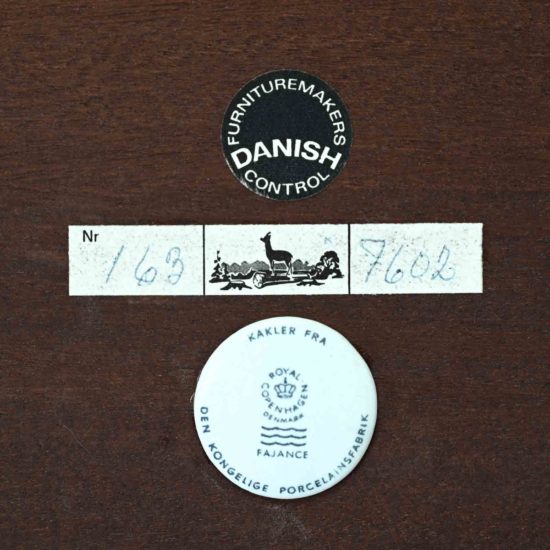 FURNITUREMAKERS
DANISH
CONTROL
Nr 163 7602
KAKLER FRA
ROYAL
COPENHAGEN
DENMARK
FAJANCE
DEN KONGELIGE PORCELAINSFABRIK